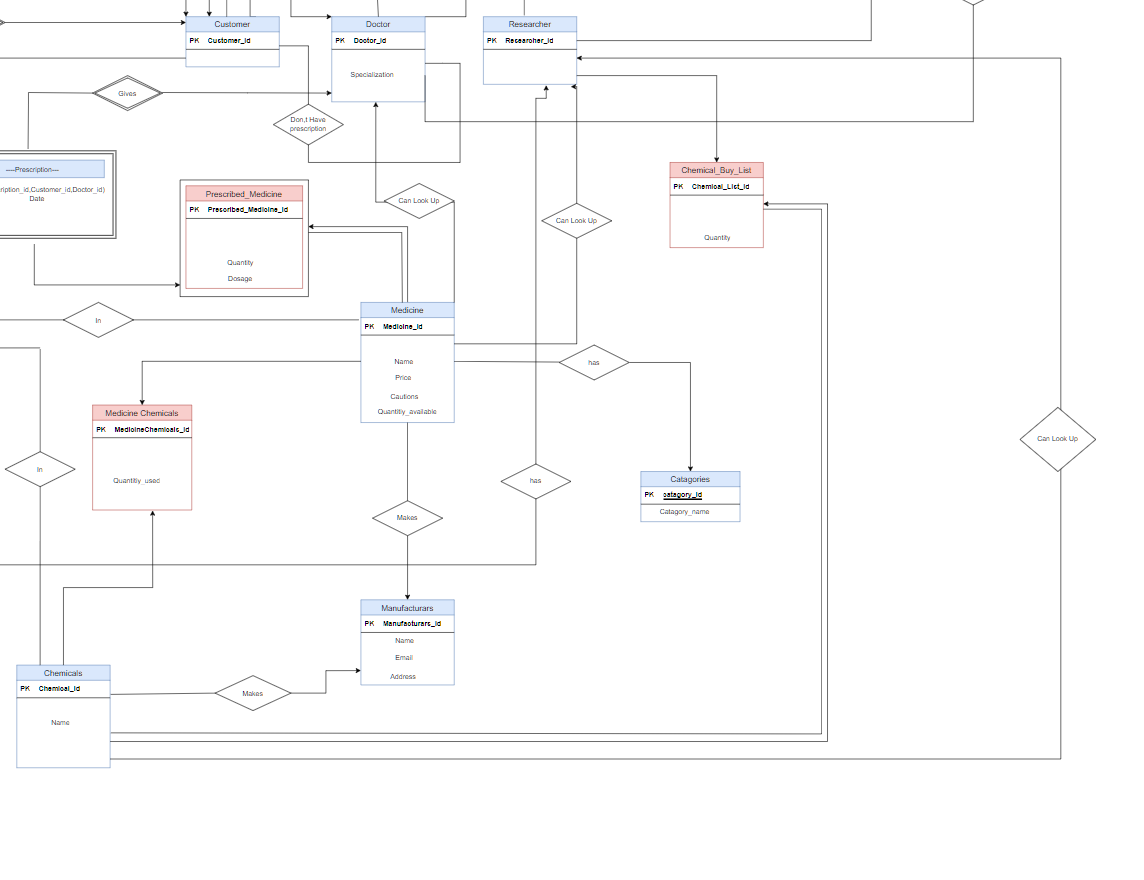 Customer
PK Customer_id
Doctor
PK Doctor_id
Specialization
Researcher
PK Researcher_id
Gives
Don,t Have
prescription
----Prescription---
ription_id,Customer_id,Doctor_id)
Date
Prescribed_Medicine
PK Prescribed_Medicine_id
Quantity
Dosage
Can Look Up
Can Look Up
Chemical_Buy_List
PK Chemical_List_id
Quantity
In
Medicine
PK Medicine_id
Name
Price
Cautions
Quantitiy_available
has
Medicine Chemicals
PK MedicineChemicals_id
Quantitiy_used
In
Can Look Up
has
Catagories
PK catagory_id
Catagory_name
Makes
Manufacturars
PK Manufacturars_id
Name
Email
Address
Chemicals
PK Chemical_id
Name
Makes